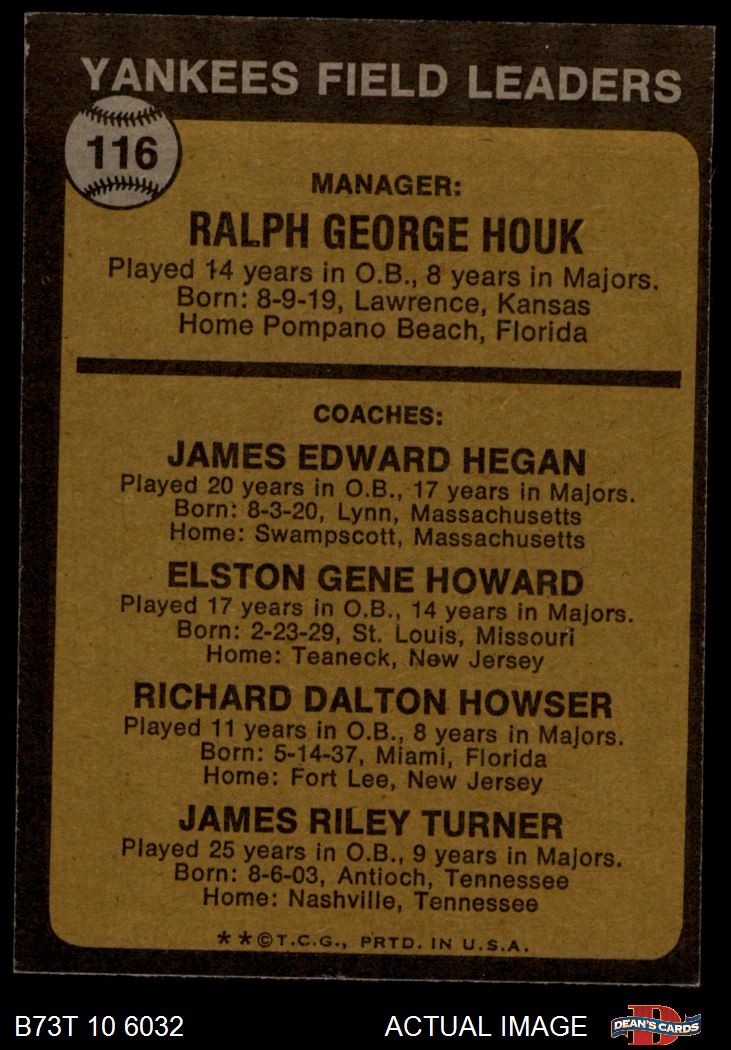 YANKEES FIELD LEADERS
116
MANAGER:
RALPH GEORGE HOUK
Played 14 years in O.B., 8 years in Majors.
Born: 8-9-19, Lawrence, Kansas
Home Pompano Beach, Florida
COACHES:
JAMES EDWARD HEGAN
Played 20 years in O.B., 17 years in Majors.
Born: 8-3-20, Lynn, Massachusetts
Home: Swampscott, Massachusetts
ELSTON GENE HOWARD
Played 17 years in O.B., 14 years in Majors.
Born: 2-23-29, St. Louis, Missouri
Home: Teaneck, New Jersey
RICHARD DALTON HOWSER
Played 11 years in O.B., 8 years in Majors.
Born: 5-14-37, Miami, Florida
Home: Fort Lee, New Jersey
JAMES RILEY TURNER
Played 25 years in O.B., 9 years in Majors.
Born: 8-6-03, Antioch, Tennessee
Home: Nashville, Tennessee
* * © T.C.G., PRTD. IN U.S.A.
B73T 10 6032 ACTUAL IMAGE D DEAN'S CARDS